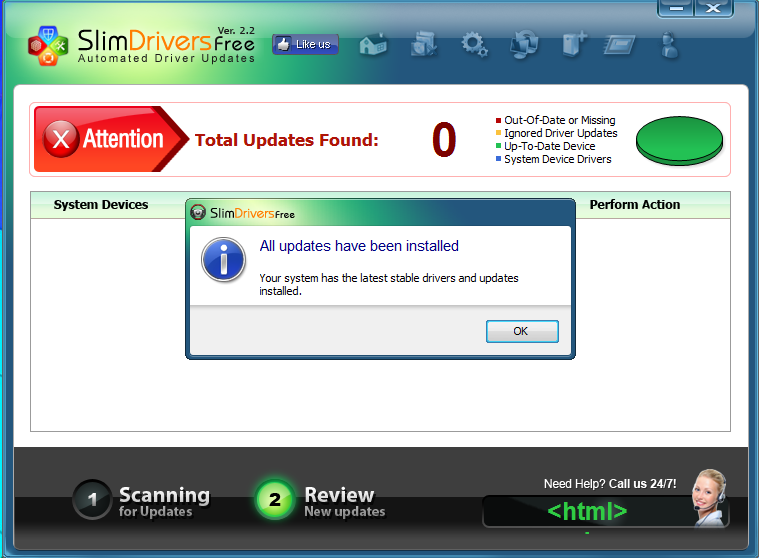 Ver. 2.2
SlimDriversFree
Automated Driver Updates
Like us
Attention
Total Updates Found: 0
Out-Of-Date or Missing
Ignored Driver Updates
Up-To-Date Device
System Device Drivers
System Devices
Perform Action
SlimDriversFree
All updates have been installed
Your system has the latest stable drivers and updates
installed.
OK
1 Scanning
for Updates
2 Review
New updates
Need Help? Call us 24/7!
<html>
-